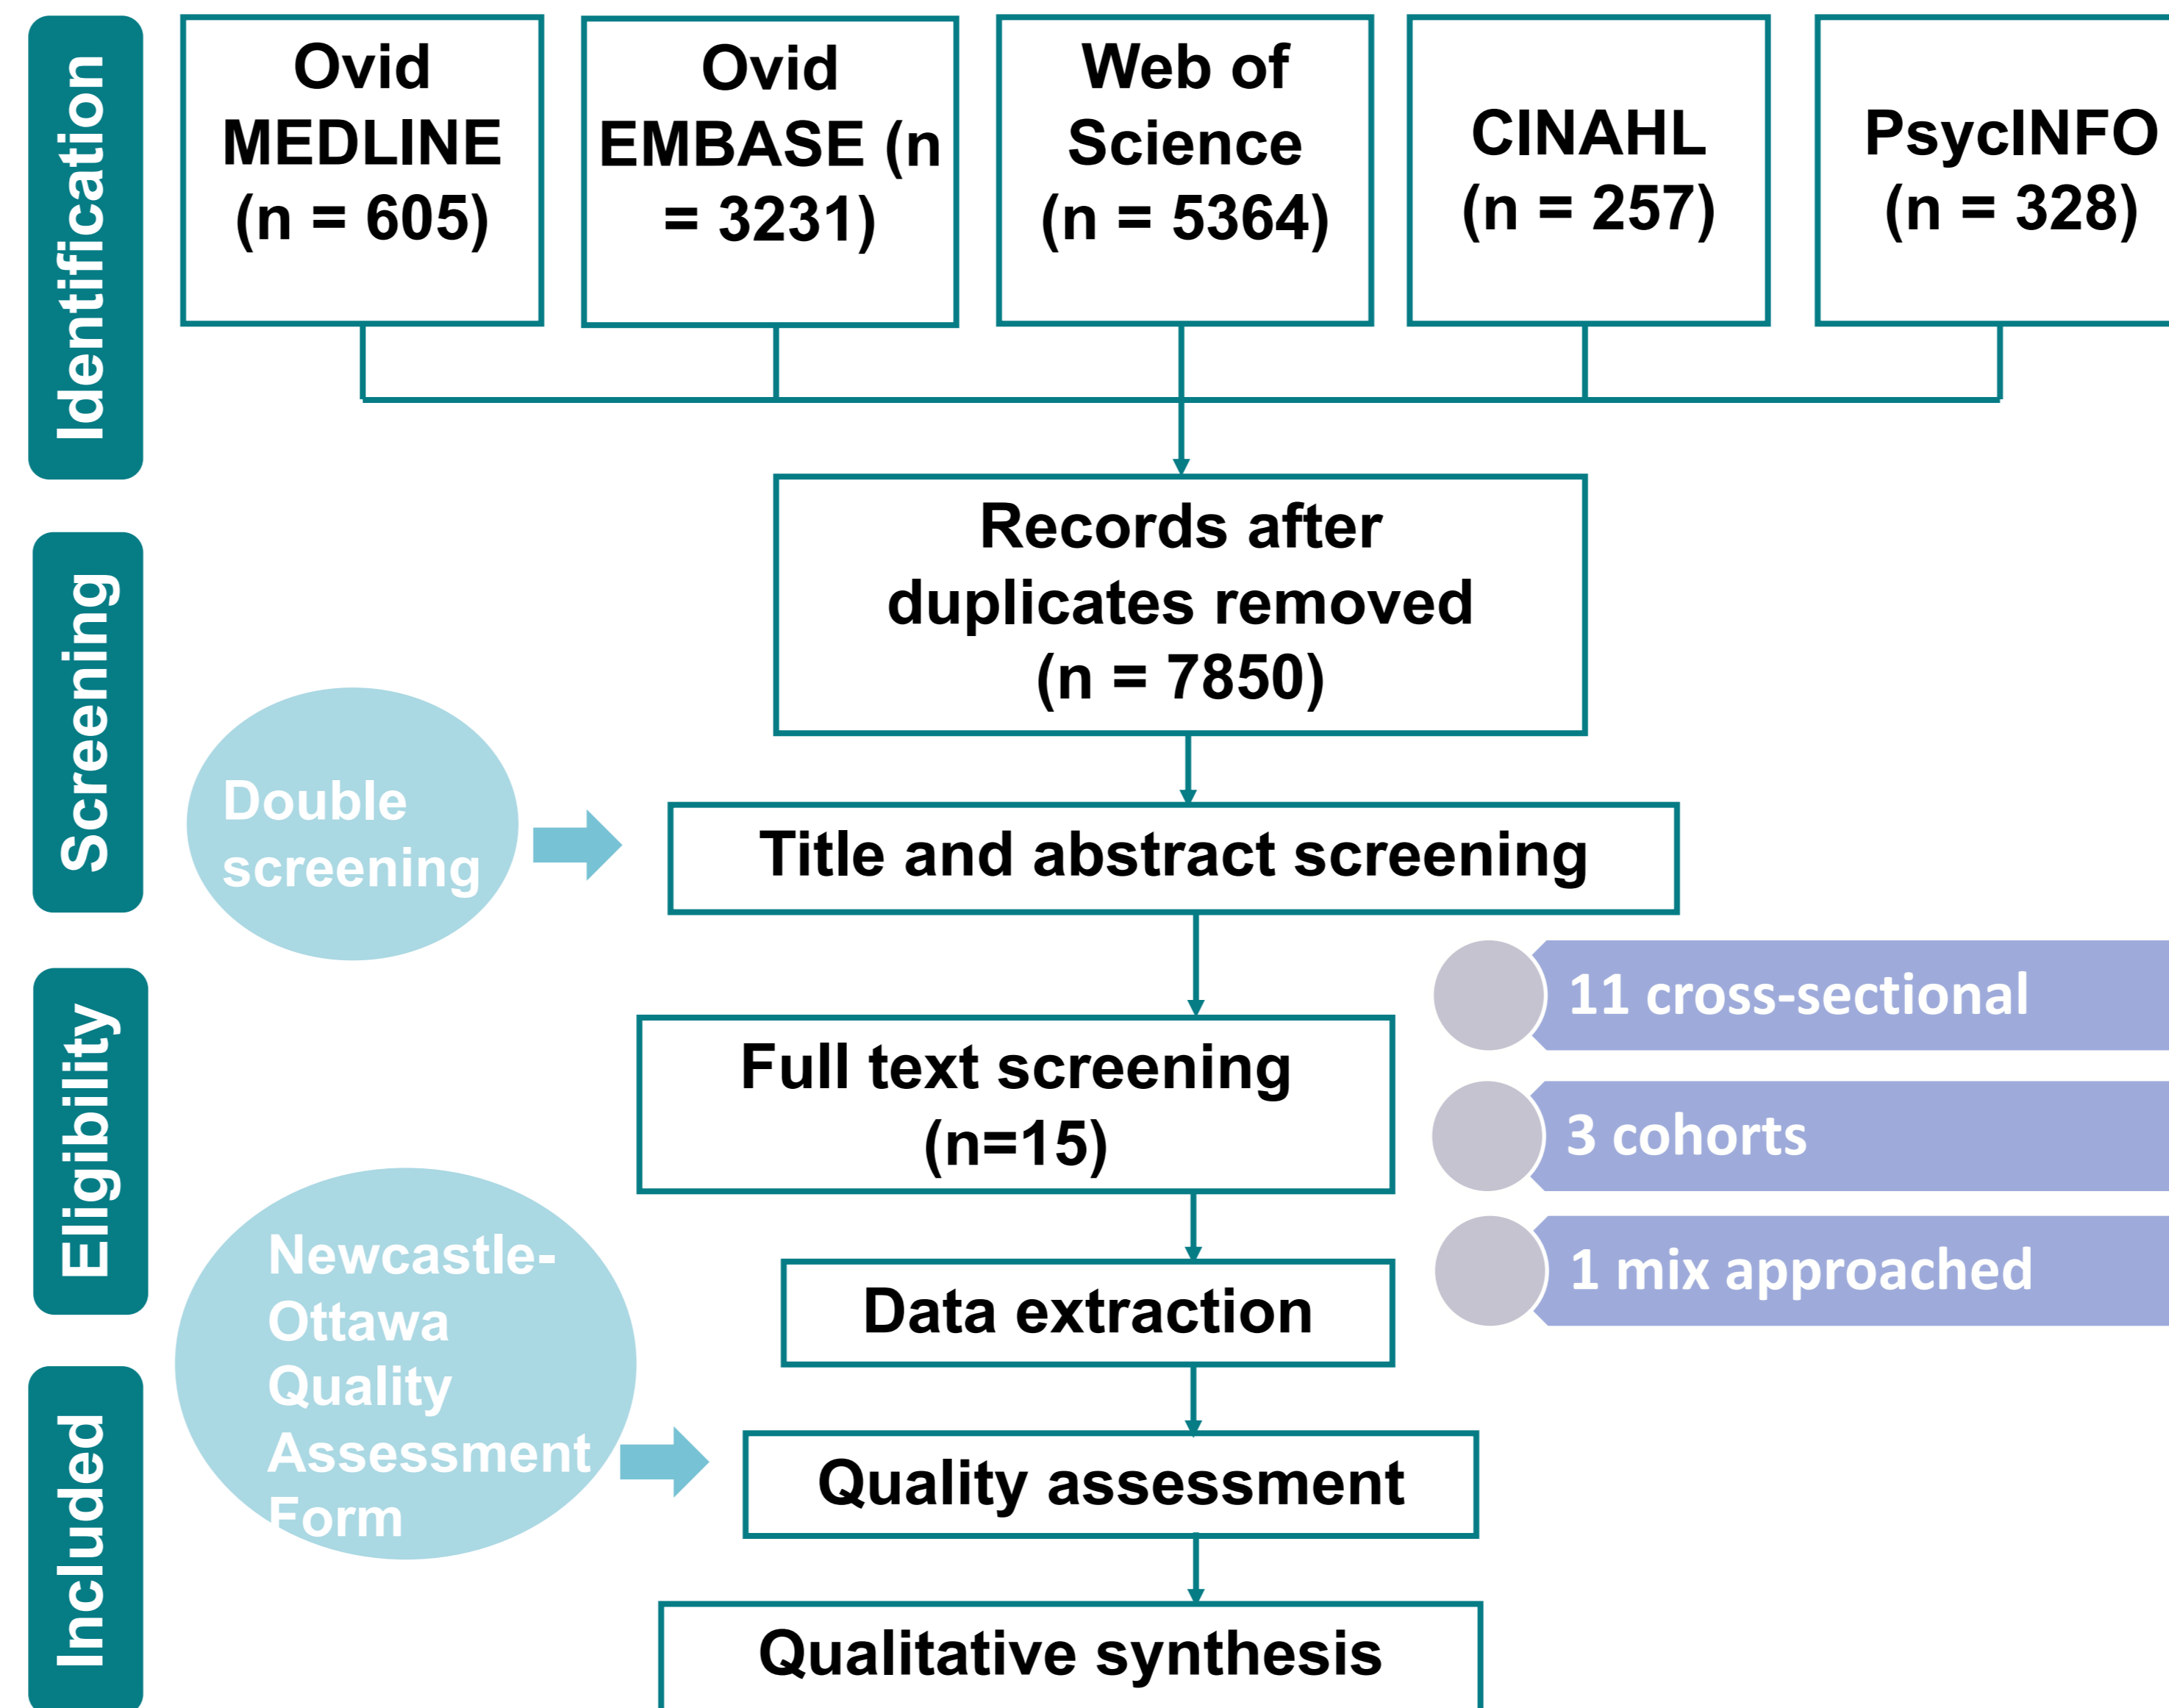 Identification
Ovid
MEDLINE
(n = 605)
Ovid
EMBASE (n
= 3231)
Web of
Science
(n = 5364)
CINAHL
(n = 257)
PsycINFO
(n = 328)
Screening
Records after
duplicates removed
(n = 7850)
Double
screening
Title and abstract screening
Eligibility
Full text screening
(n=15)
11 cross-sectional
3 cohorts
1 mix approached
Data extraction
Newcastle-
Ottawa
Quality
Assessment
Form
Included
Quality assessment
Qualitative synthesis